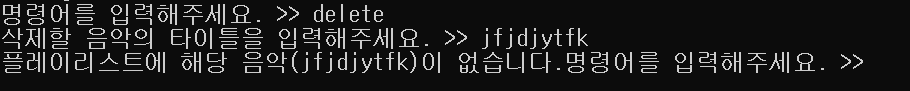 명령어를 입력해주세요. >> delete
삭제할 음악의 타이틀을 입력해주세요. >> jfjdjytfk
플레이리스트에 해당 음악(jfjdjytfk)이 없습니다.명령어를 입력해주세요. >>